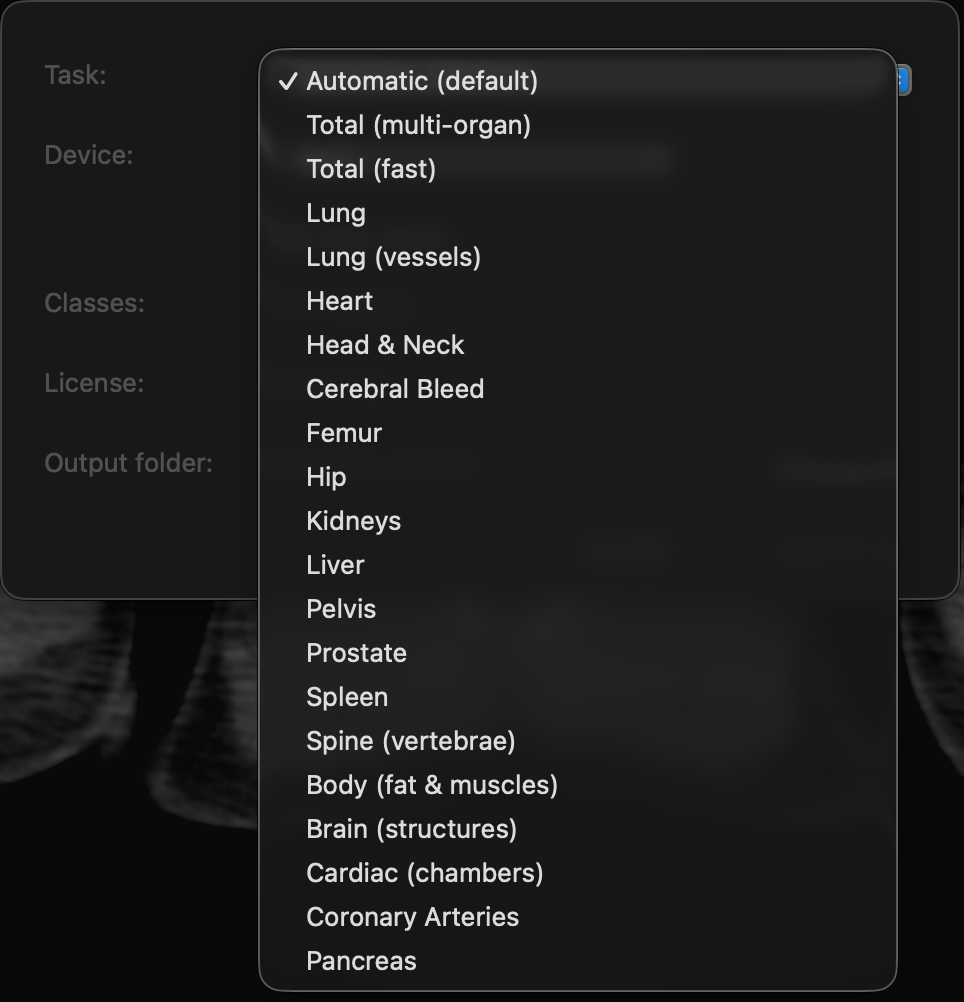 Task:
✓ Automatic (default)
Total (multi-organ)
Device:
Total (fast)
Lung
Lung (vessels)
Classes:
Heart
Head & Neck
License:
Cerebral Bleed
Femur
Output folder:
Hip
Kidneys
Liver
Pelvis
Prostate
Spleen
Spine (vertebrae)
Body (fat & muscles)
Brain (structures)
Cardiac (chambers)
Coronary Arteries
Pancreas